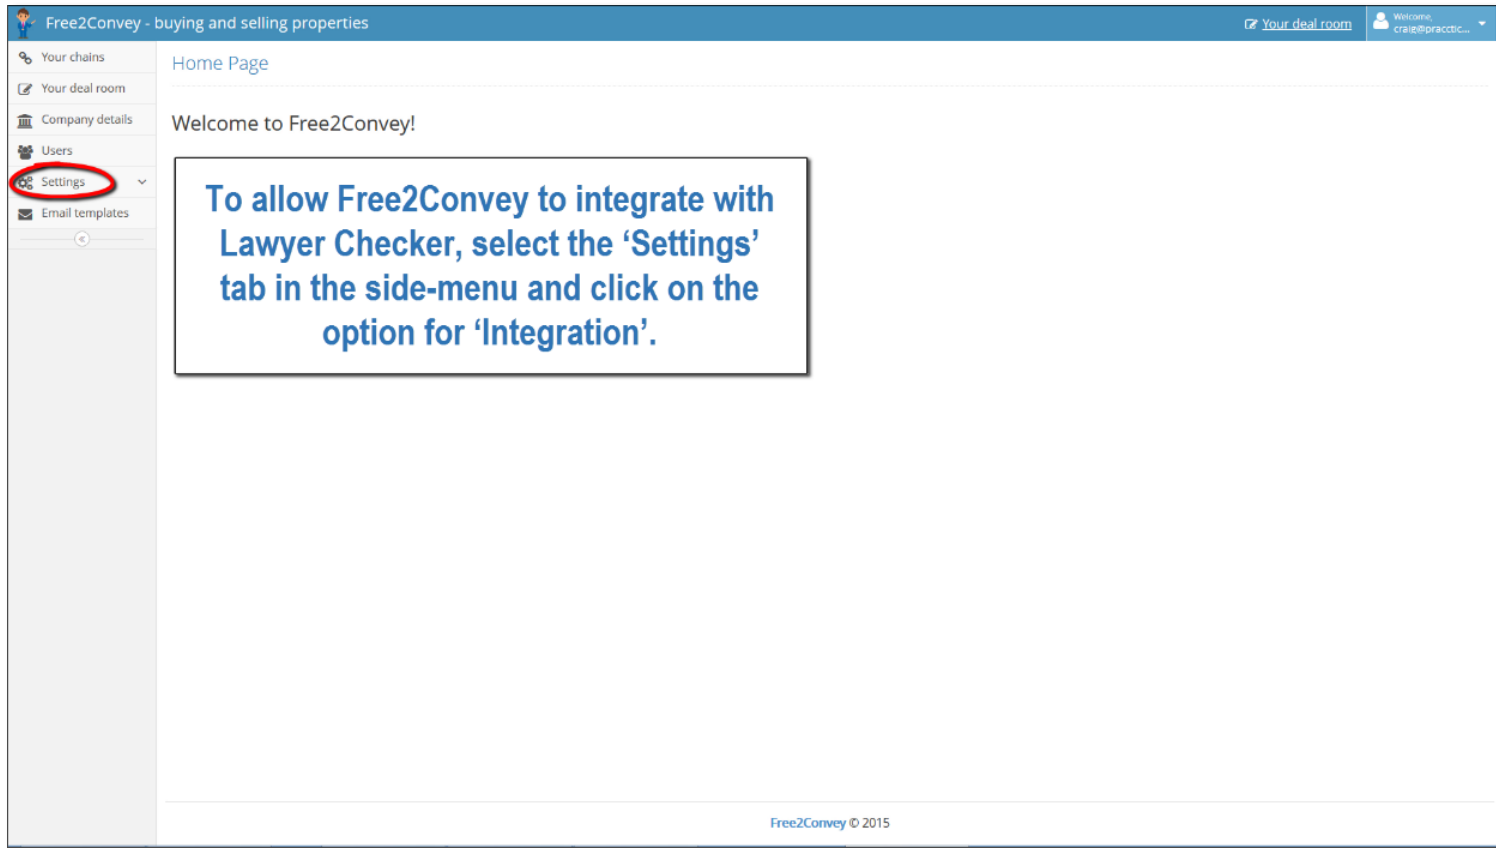 Free2Convey - buying and selling properties
Your deal room
Welcome,
craig@pracctic...
Your chains
Your deal room
Company details
Users
Settings
Email templates
Home Page
Welcome to Free2Convey!
To allow Free2Convey to integrate with
Lawyer Checker, select the ‘Settings’
tab in the side-menu and click on the
option for ‘Integration’.
Free2Convey © 2015